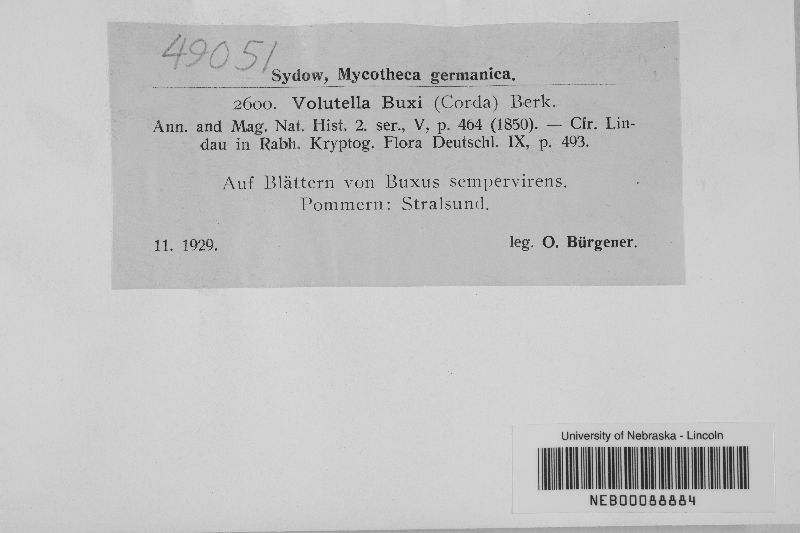 49051
Sydow, Mycotheca germanica.
2600. Volutella Buxi (Corda) Berk.
Ann. and Mag. Nat. Hist. 2. ser., V, p. 464 (1850). — Cfr. Lin-
dau in Rabh. Kryptog. Flora Deutschl. IX, p. 493.
Auf Blättern von Buxus sempervirens.
Pommern: Stralsund.
11. 1929. leg. O. Bürgener.
University of Nebraska - Lincoln
NEB00088884